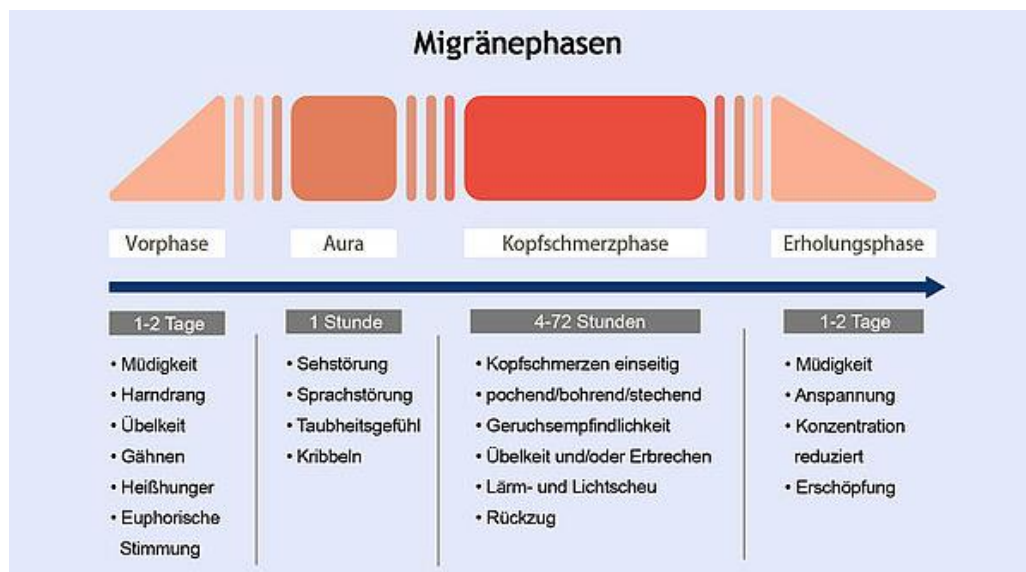 Migränephasen
Vorphase
Aura
Kopfschmerzphase
Erholungsphase
1-2 Tage
1 Stunde
4-72 Stunden
1-2 Tage
• Müdigkeit
• Harndrang
• Übelkeit
• Gähnen
• Heißhunger
• Euphorische
Stimmung
• Sehstörung
• Sprachstörung
• Taubheitsgefühl
• Kribbeln
• Kopfschmerzen einseitig
• pochend/bohrend/stechend
• Geruchsempfindlichkeit
• Übelkeit und/oder Erbrechen
• Lärm- und Lichtscheu
• Rückzug
• Müdigkeit
• Anspannung
• Konzentration
reduziert
• Erschöpfung